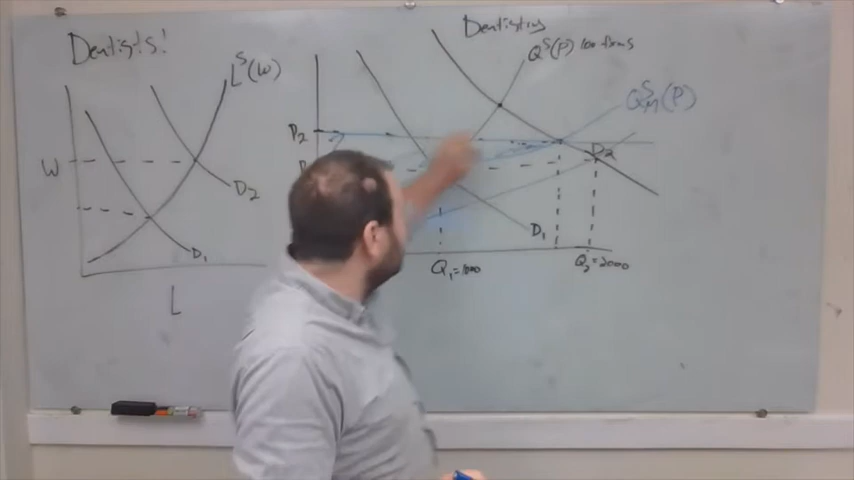 Dentists!
L^S(W)
W
D₂
D₁
L
Dentistry
Q^S(P) 100 firms
Q^S_M(P)
P₂
D₂
D₁
Q₁=1000
Q₂=2000